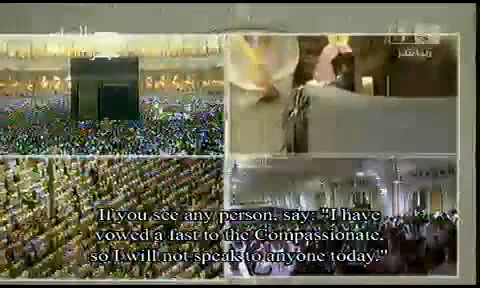 مباشر
If you see any person, say: "I have
vowed a fast to the Compassionate,
so I will not speak to anyone today."